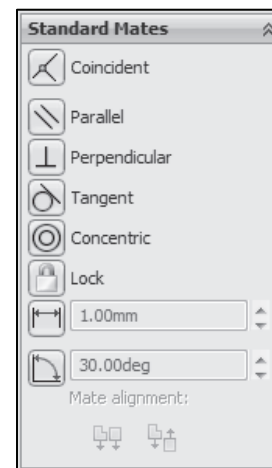 Standard Mates
Coincident
Parallel
Perpendicular
Tangent
Concentric
Lock
1.00mm
30.00deg
Mate alignment: